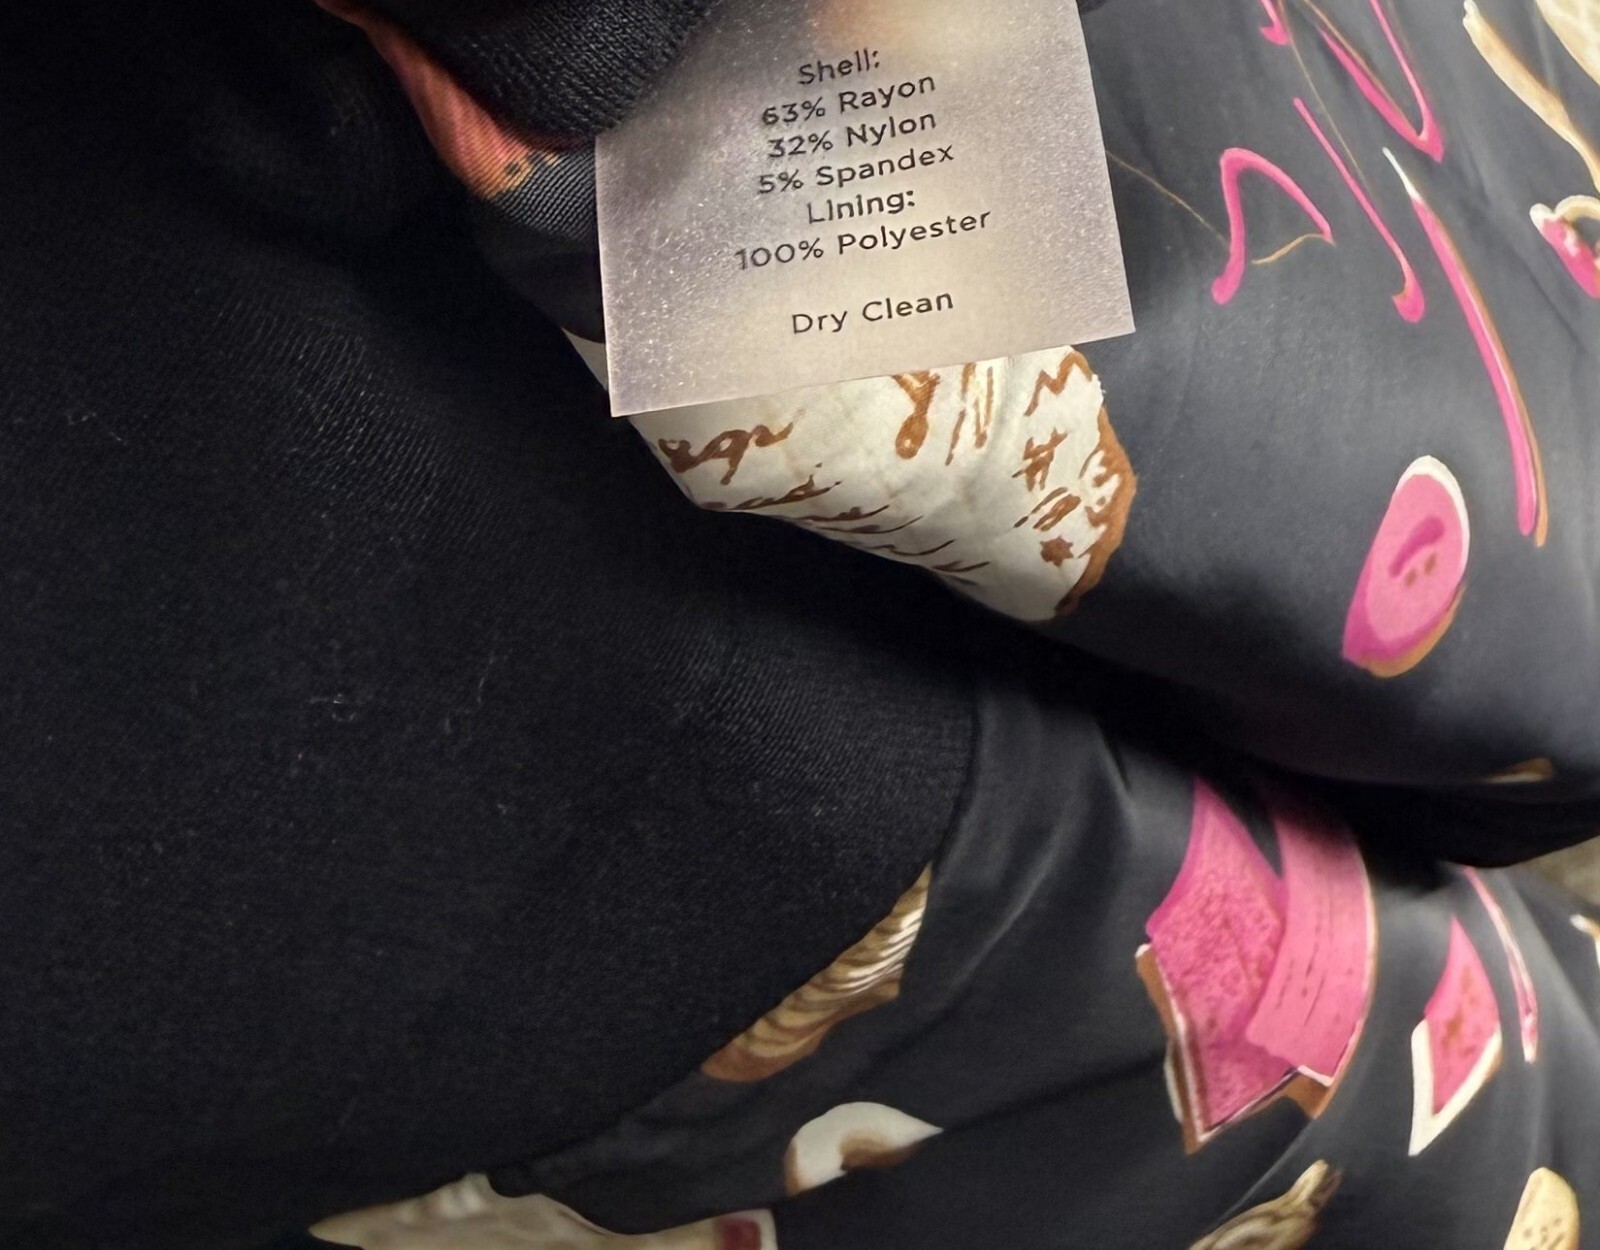 Shell:
63% Rayon
32% Nylon
5% Spandex
Lining:
100% Polyester
Dry Clean